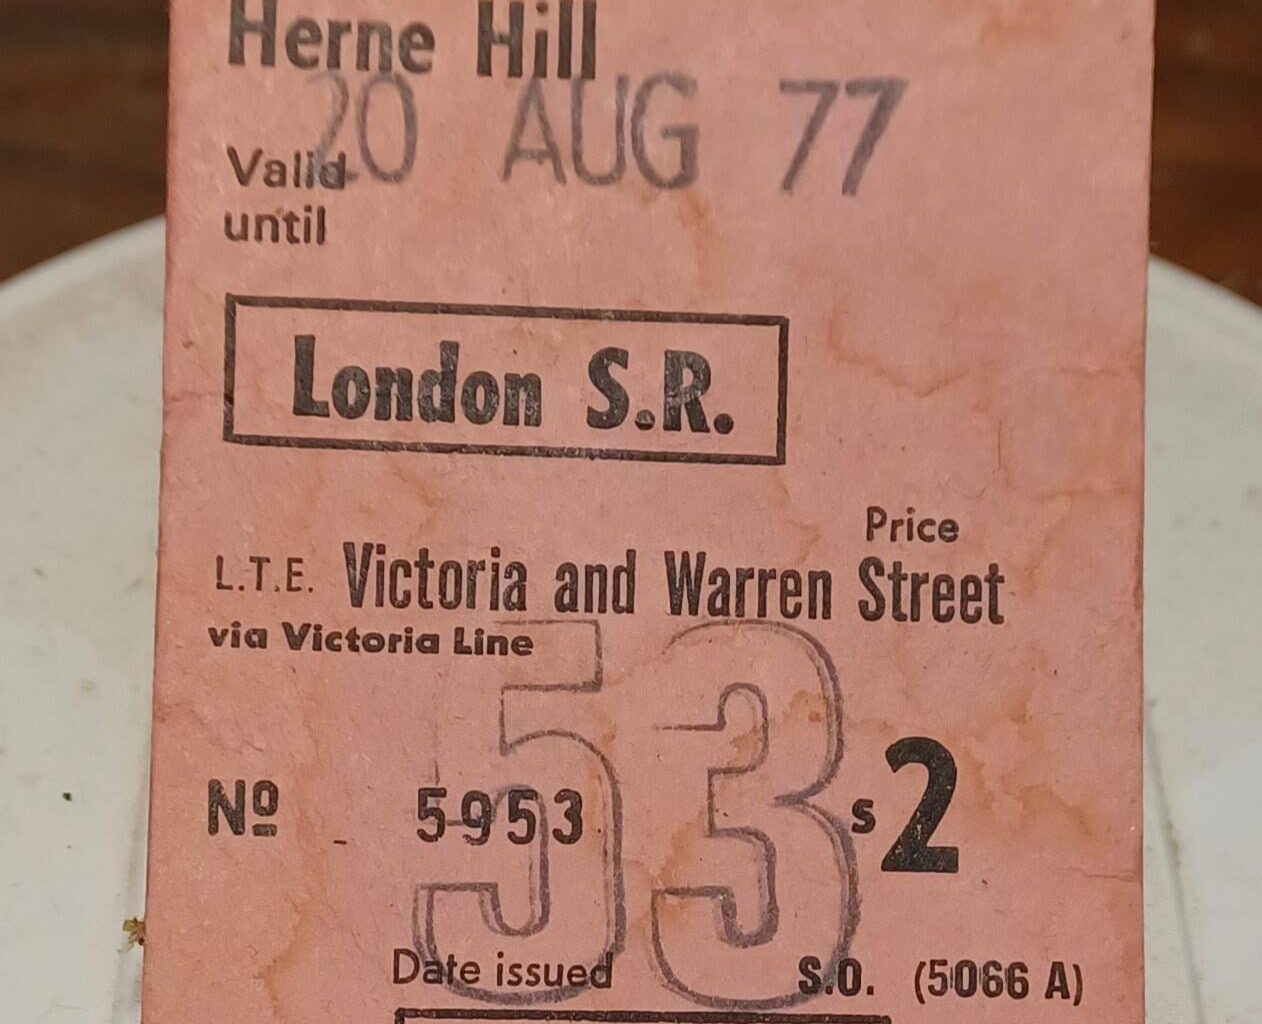 Herne Hill
20 AUG 77
Valid
until
London S.R.
Price
L.T.E. Victoria and Warren Street
via Victoria Line
53
Nº 5953 s2
Date issued S.O. (5066 A)